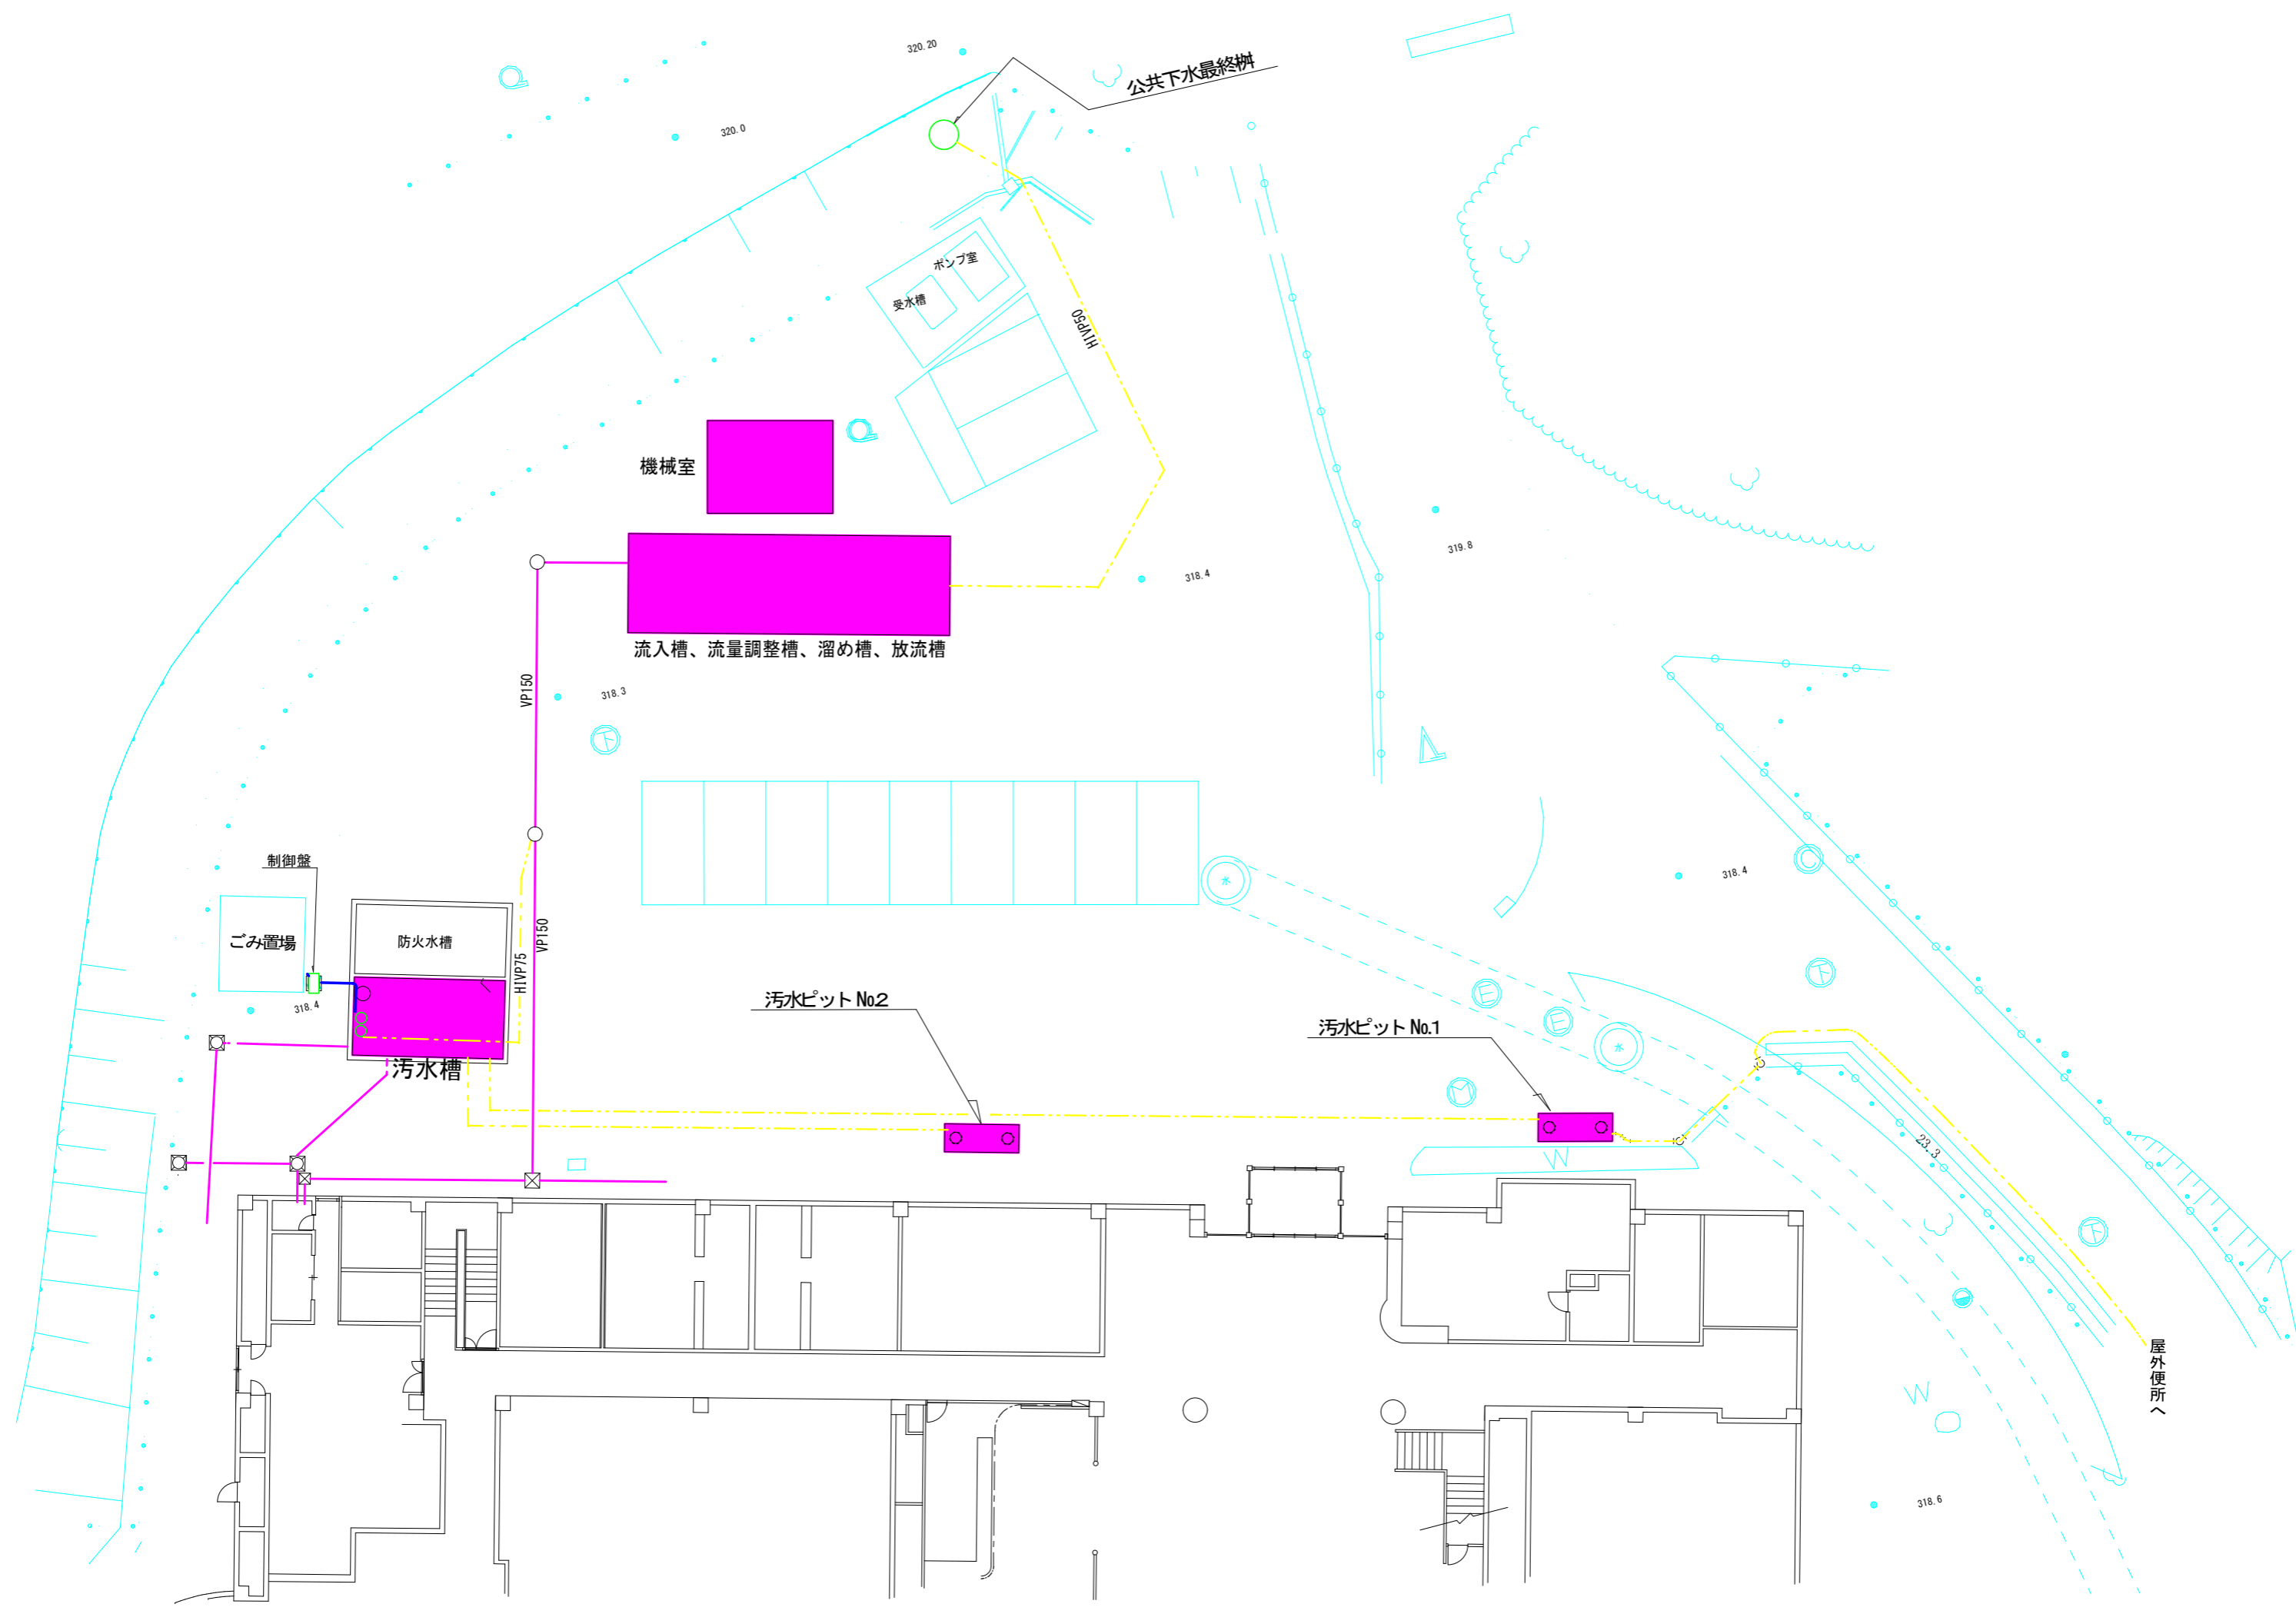 320.20
公共下水最終桝
320.0
ポンプ室
受水槽
HIVP50
機械室
319.8
318.4
流入槽、流量調整槽、溜め槽、放流槽
VP150
318.3
制御盤
水
318.4
ごみ置場
防火水槽
VP150
HIVP75
318.4
汚水ピット No.2
汚水ピット No.1
水
汚水槽
23.3
屋外便所へ
318.6